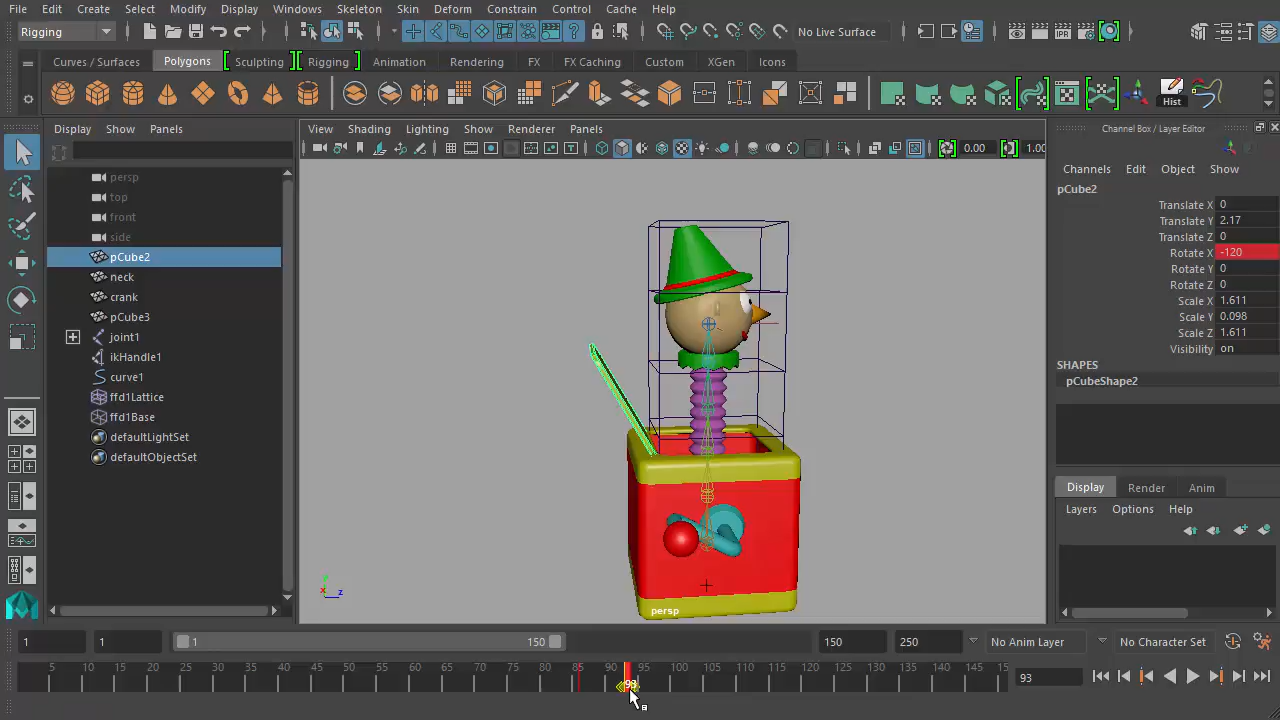 File Edit Create Select Modify Display Windows Skeleton Skin Deform Constrain Control Cache Help
Rigging No Live Surface
Curves / Surfaces Polygons Sculpting Rigging Animation Rendering FX FX Caching Custom XGen Icons
Hist
Display Show Panels
persp
top
front
side
pCube2
neck
crank
pCube3
joint1
ikHandle1
curve1
ffd1Lattice
ffd1Base
defaultLightSet
defaultObjectSet
View Shading Lighting Show Renderer Panels
0.00 1.00
y
x z
persp
Channel Box / Layer Editor
Channels Edit Object Show
pCube2
Translate X 0
Translate Y 2.17
Translate Z 0
Rotate X -120
Rotate Y 0
Rotate Z 0
Scale X 1.611
Scale Y 0.098
Scale Z 1.611
Visibility on
SHAPES
pCubeShape2
Display Render Anim
Layers Options Help
1 1 1 150 150 250 No Anim Layer No Character Set
5 10 15 20 25 30 35 40 45 50 55 60 65 70 75 80 85 90 95 100 105 110 115 120 125 130 135 140 145 15
93 93